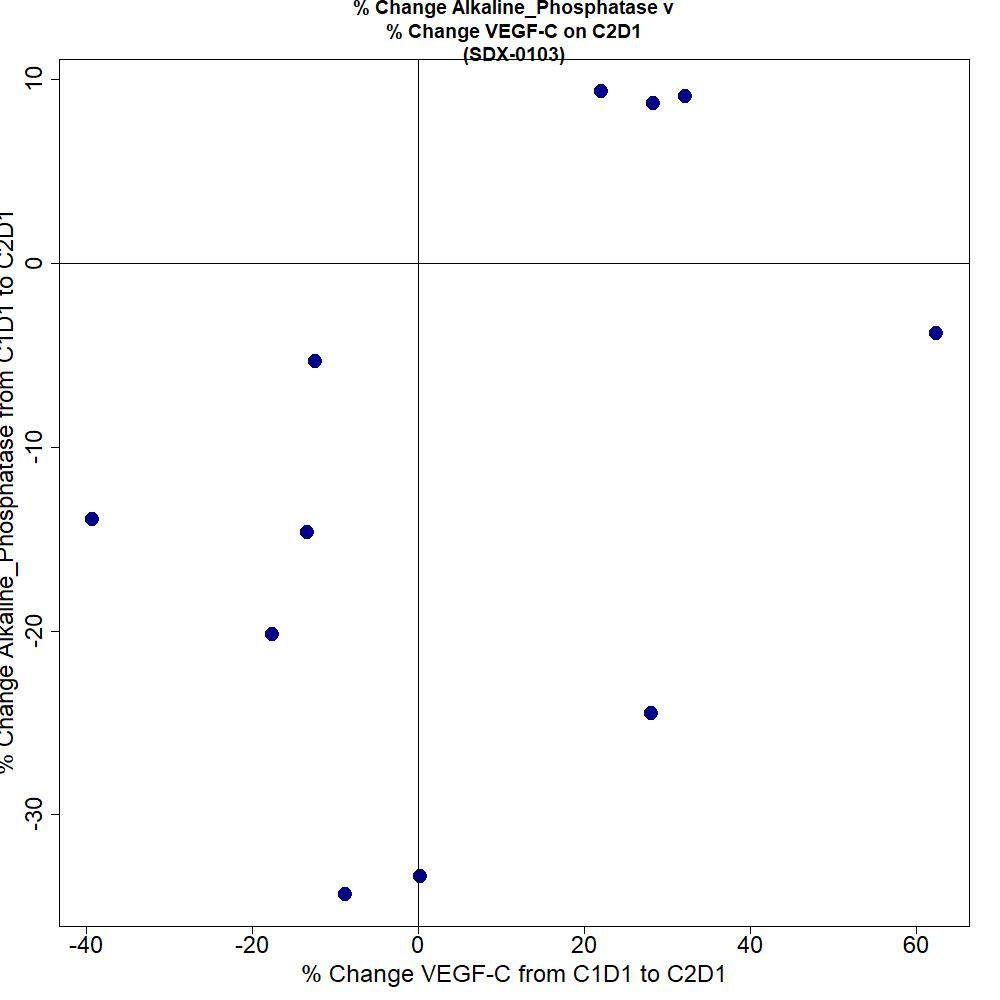 % Change Alkaline_Phosphatase v
% Change VEGF-C on C2D1
(SDX-0103)
% Change Alkaline_Phosphatase from C1D1 to C2D1
10
0
-10
-20
-30
-40
-20
0
20
40
60
% Change VEGF-C from C1D1 to C2D1